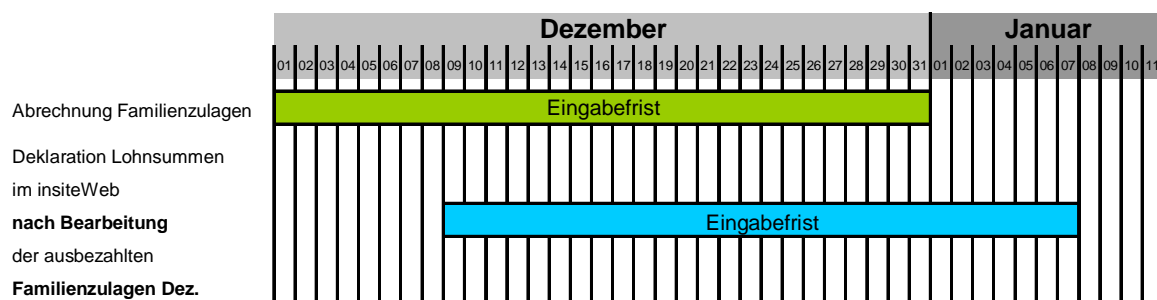 Dezember Januar
01 02 03 04 05 06 07 08 09 10 11 12 13 14 15 16 17 18 19 20 21 22 23 24 25 26 27 28 29 30 31 01 02 03 04 05 06 07 08 09 10 11
Abrechnung Familienzulagen Eingabefrist
Deklaration Lohnsummen
im insiteWeb
nach Bearbeitung Eingabefrist
der ausbezahlten
Familienzulagen Dez.